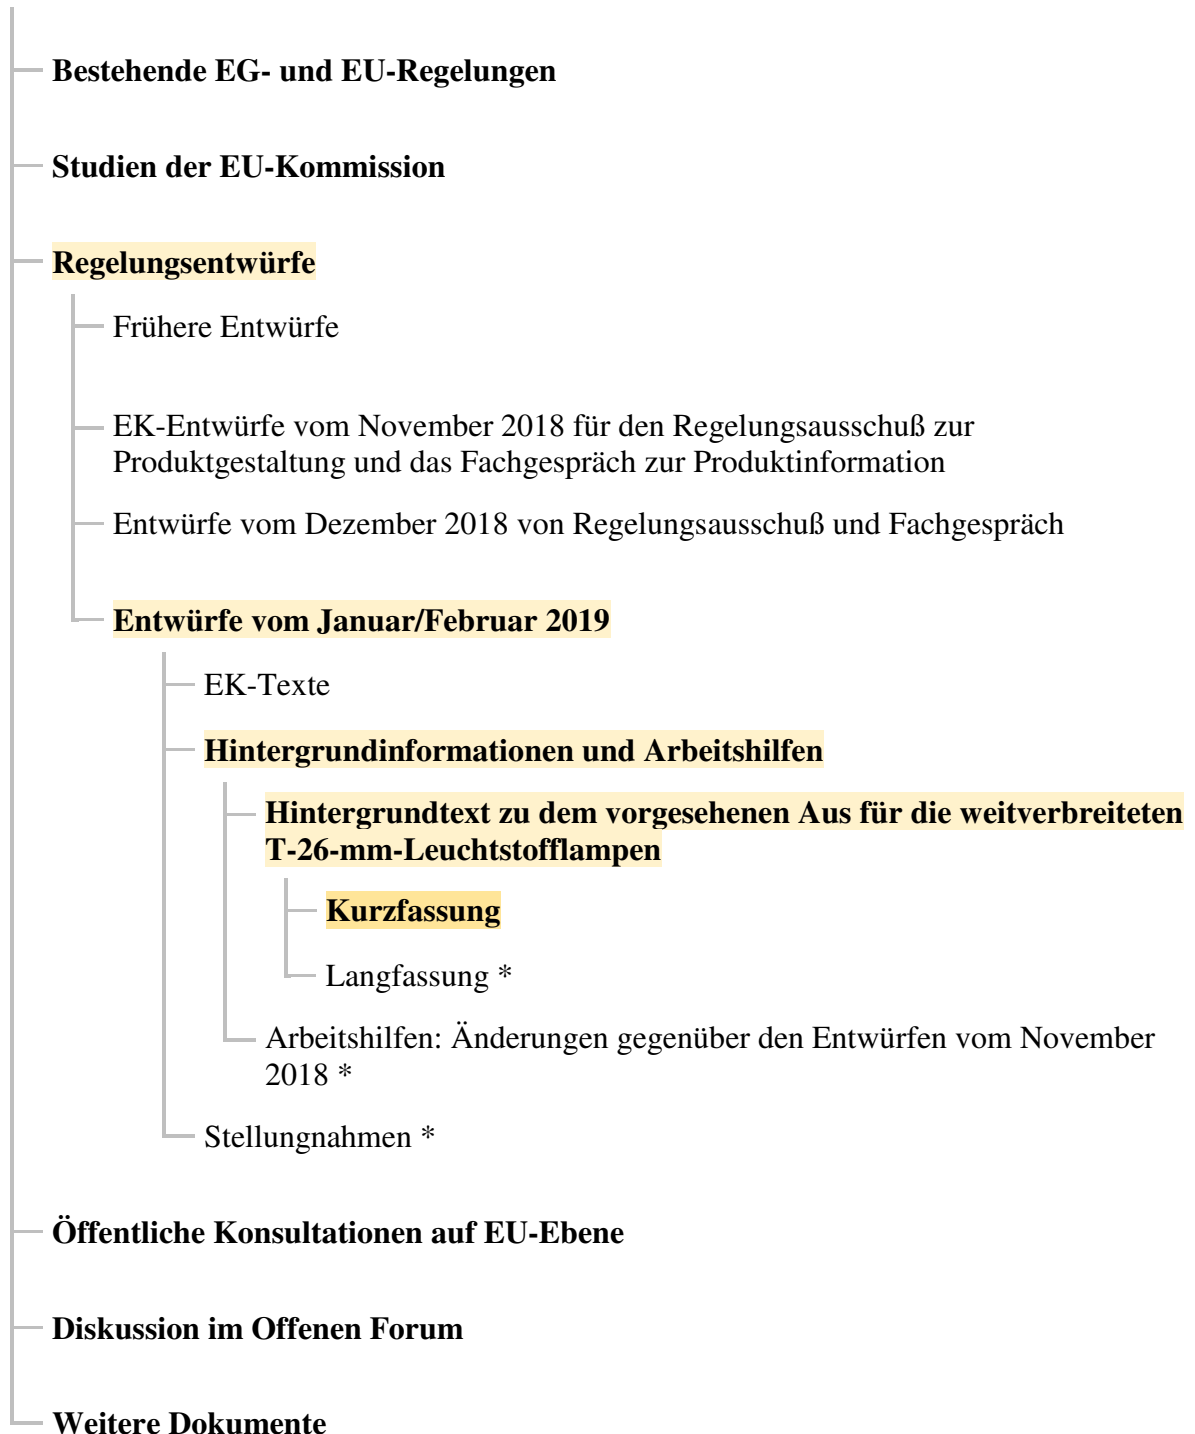 Bestehende EG- und EU-Regelungen
Studien der EU-Kommission
Regelungsentwürfe
Frühere Entwürfe
EK-Entwürfe vom November 2018 für den Regelungsausschuß zur
Produktgestaltung und das Fachgespräch zur Produktinformation
Entwürfe vom Dezember 2018 von Regelungsausschuß und Fachgespräch
Entwürfe vom Januar/Februar 2019
EK-Texte
Hintergrundinformationen und Arbeitshilfen
Hintergrundtext zu dem vorgesehenen Aus für die weitverbreiteten
T-26-mm-Leuchtstofflampen
Kurzfassung
Langfassung *
Arbeitshilfen: Änderungen gegenüber den Entwürfen vom November
2018 *
Stellungnahmen *
Öffentliche Konsultationen auf EU-Ebene
Diskussion im Offenen Forum
Weitere Dokumente